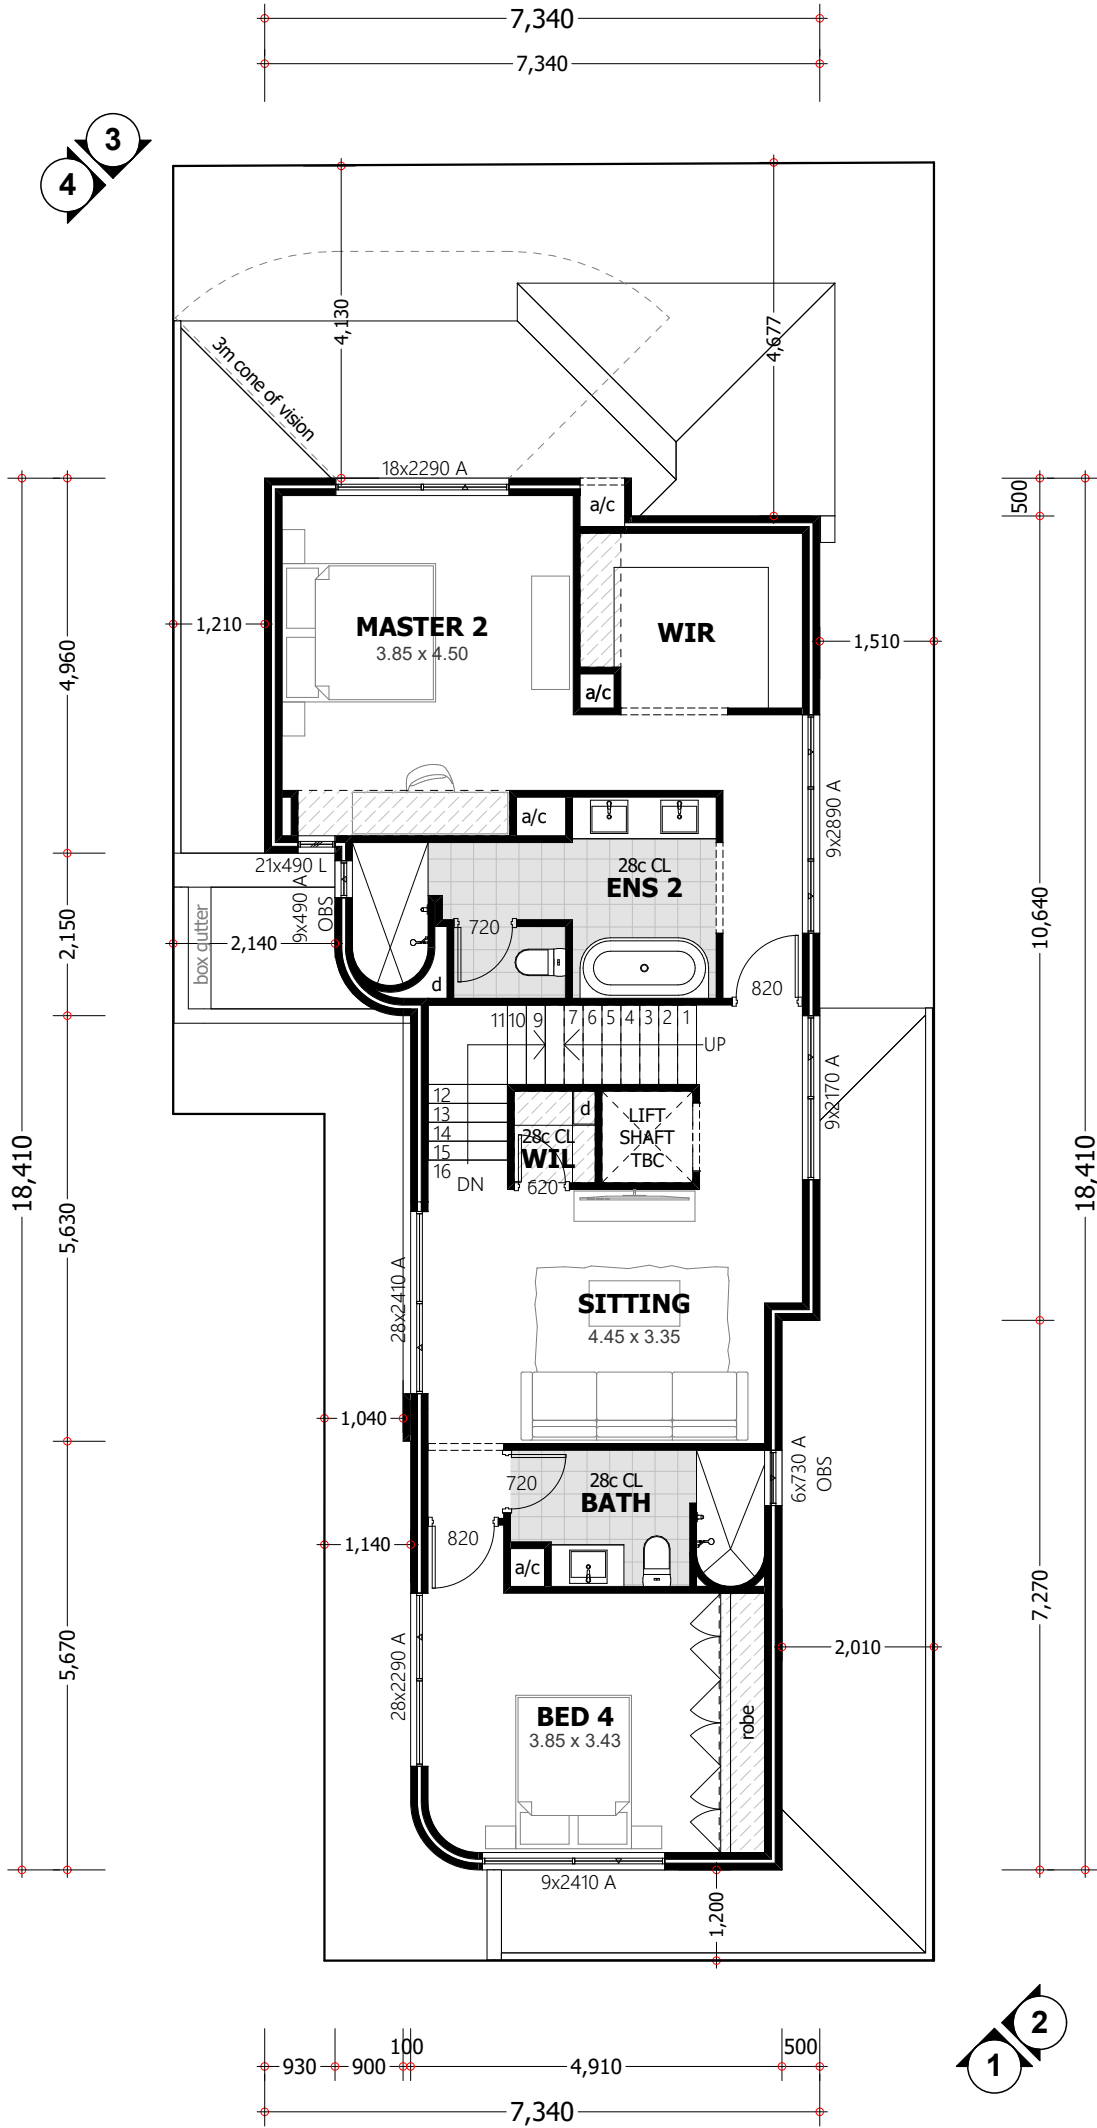 7,340
7,340
3
4
4,130
4,677
3m cone of vision
18x2290 A
a/c
500
MASTER 2
3.85 x 4.50
WIR
1,210
1,510
4,960
a/c
9x2890 A
a/c
28c CL
ENS 2
21x490 L
9x490 A
OBS
2,150
box gutter
2,140
720
d
820
10,640
11 10 9 7 6 5 4 3 2 1
UP
12
13
14
15
16
DN
d
28c CL
WIL
620
LIFT
SHAFT
TBC
9x2170 A
18,410
18,410
5,630
28x2410 A
SITTING
4.45 x 3.35
1,040
720
28c CL
BATH
6x730 A
OBS
1,140
820
a/c
7,270
5,670
28x2290 A
2,010
BED 4
3.85 x 3.43
robe
9x2410 A
1,200
2
1
930
900
100
4,910
500
7,340